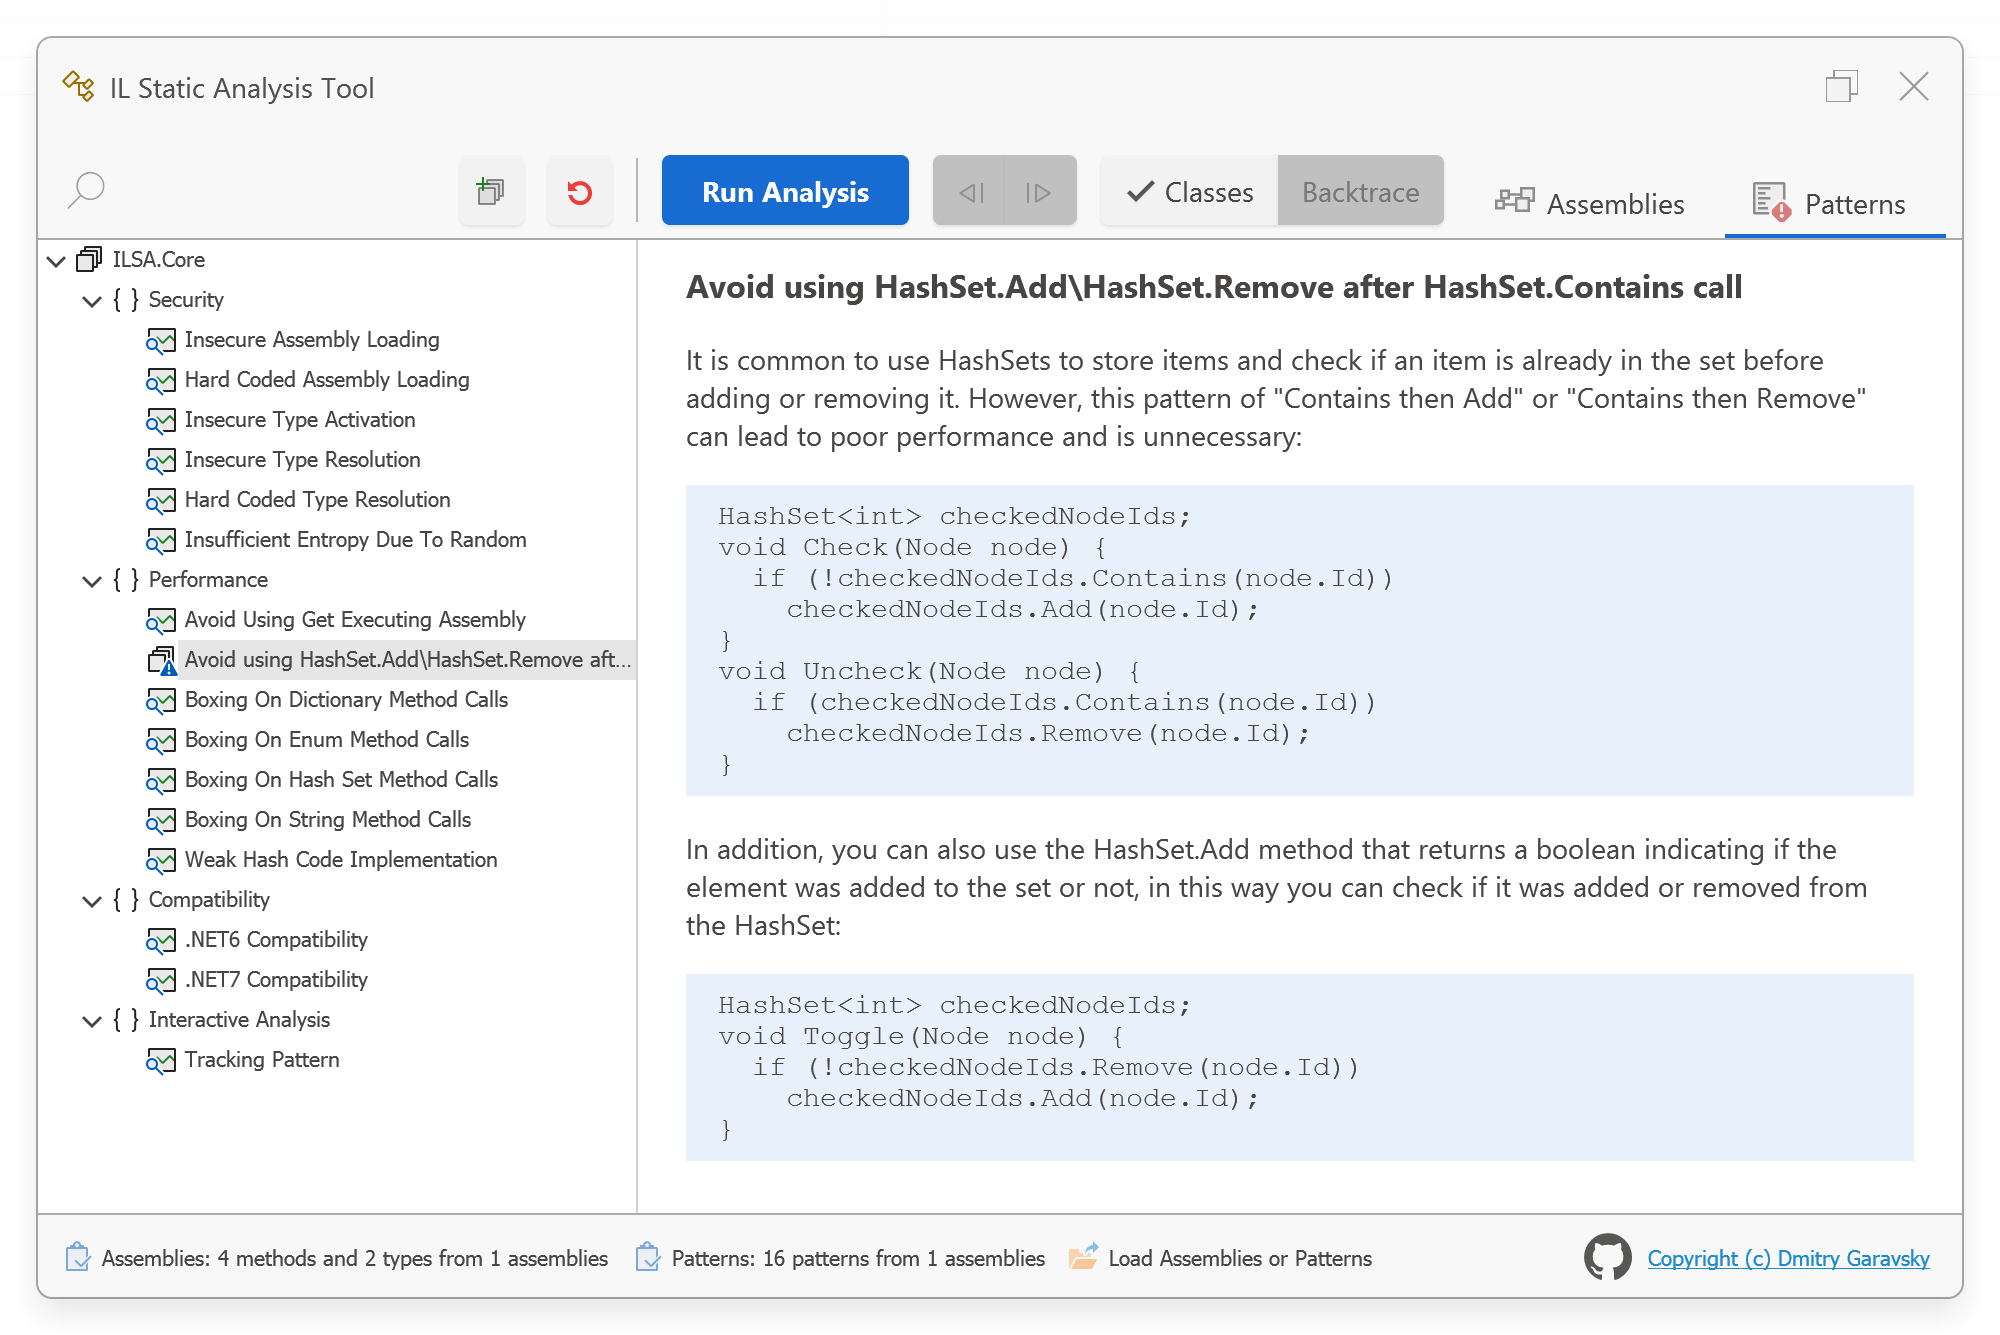 IL Static Analysis Tool
Run Analysis
Classes
Backtrace
Assemblies
Patterns
ILSA.Core
{ } Security
Insecure Assembly Loading
Hard Coded Assembly Loading
Insecure Type Activation
Insecure Type Resolution
Hard Coded Type Resolution
Insufficient Entropy Due To Random
{ } Performance
Avoid Using Get Executing Assembly
Avoid using HashSet.Add\HashSet.Remove aft...
Boxing On Dictionary Method Calls
Boxing On Enum Method Calls
Boxing On Hash Set Method Calls
Boxing On String Method Calls
Weak Hash Code Implementation
{ } Compatibility
.NET6 Compatibility
.NET7 Compatibility
{ } Interactive Analysis
Tracking Pattern
Avoid using HashSet.Add\HashSet.Remove after HashSet.Contains call
It is common to use HashSets to store items and check if an item is already in the set before
adding or removing it. However, this pattern of "Contains then Add" or "Contains then Remove"
can lead to poor performance and is unnecessary:
HashSet<int> checkedNodeIds;
void Check(Node node) {
  if (!checkedNodeIds.Contains(node.Id))
    checkedNodeIds.Add(node.Id);
}
void Uncheck(Node node) {
  if (checkedNodeIds.Contains(node.Id))
    checkedNodeIds.Remove(node.Id);
}
In addition, you can also use the HashSet.Add method that returns a boolean indicating if the
element was added to the set or not, in this way you can check if it was added or removed from
the HashSet:
HashSet<int> checkedNodeIds;
void Toggle(Node node) {
  if (!checkedNodeIds.Remove(node.Id))
    checkedNodeIds.Add(node.Id);
}
Assemblies: 4 methods and 2 types from 1 assemblies
Patterns: 16 patterns from 1 assemblies
Load Assemblies or Patterns
Copyright (c) Dmitry Garavsky